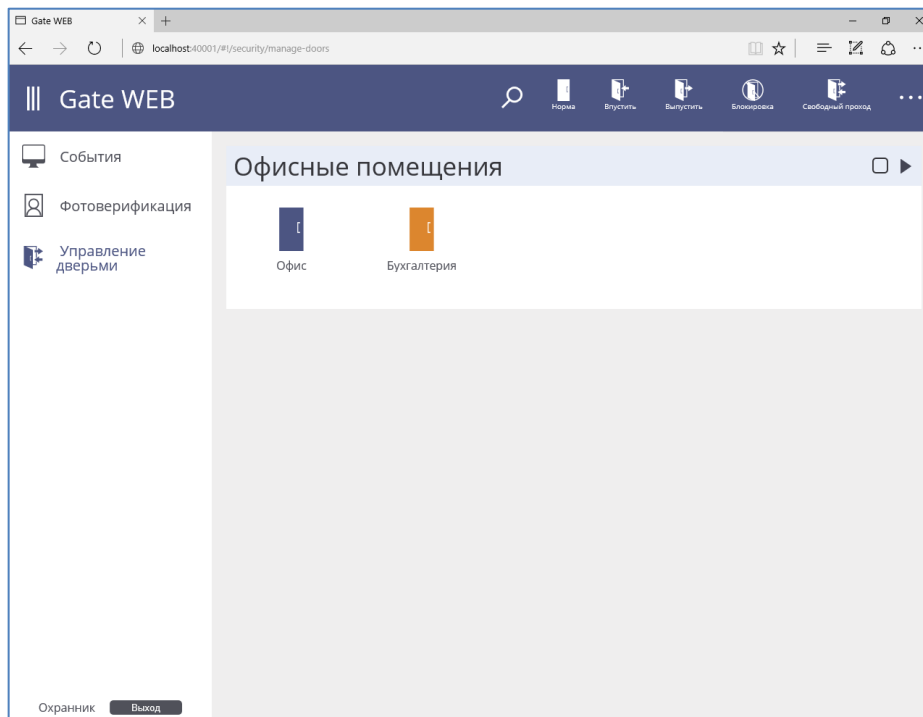 Gate WEB
localhost:40001/#!/security/manage-doors
Gate WEB
Норма
Впустить
Выпустить
Блокировка
Свободный проход
События
Фотоверификация
Управление
дверьми
Офисные помещения
Офис
Бухгалтерия
Охранник
Выход